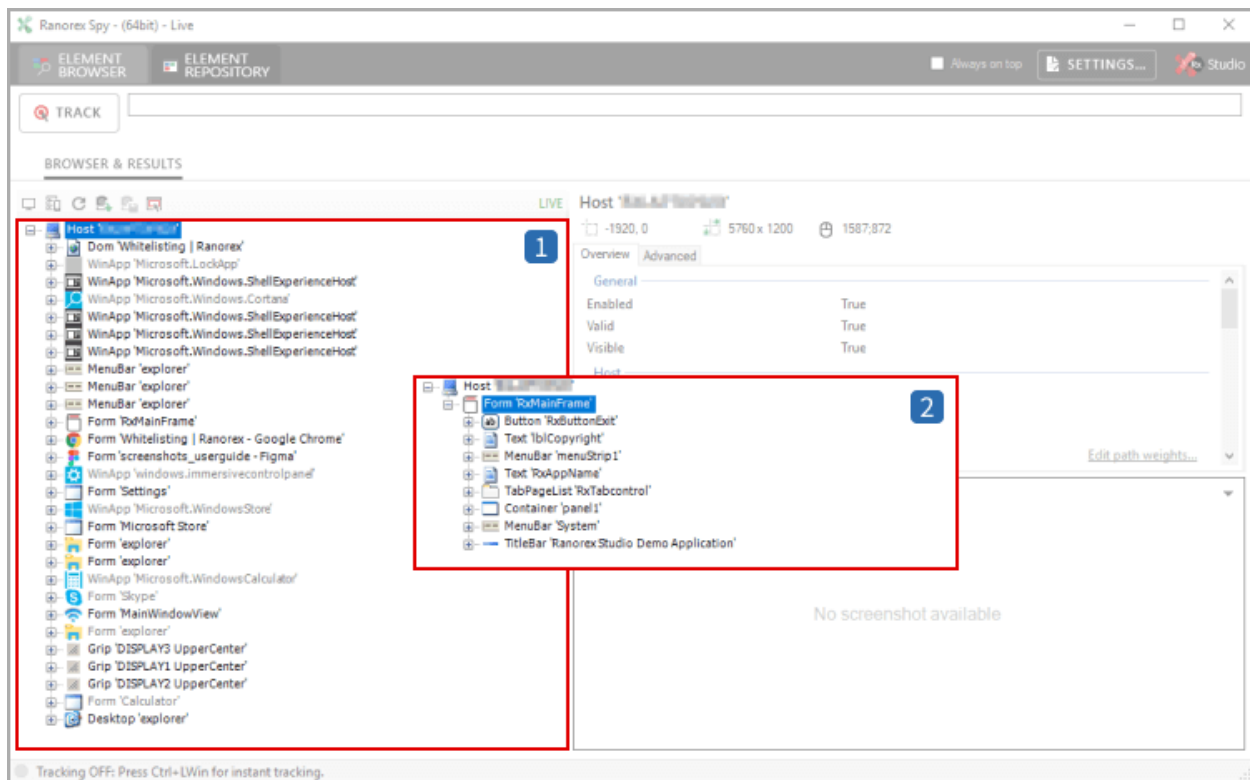 Ranorex Spy - (64bit) - Live
ELEMENT BROWSER
ELEMENT REPOSITORY
Always on top
SETTINGS...
Rx Studio
TRACK
BROWSER & RESULTS
LIVE
Host '
1
Dom 'Whitelisting | Ranorex'
WinApp 'Microsoft.LockApp'
WinApp 'Microsoft.Windows.ShellExperienceHost'
WinApp 'Microsoft.Windows.Cortana'
WinApp 'Microsoft.Windows.ShellExperienceHost'
WinApp 'Microsoft.Windows.ShellExperienceHost'
WinApp 'Microsoft.Windows.ShellExperienceHost'
MenuBar 'explorer'
MenuBar 'explorer'
MenuBar 'explorer'
Form 'RxMainFrame'
Form 'Whitelisting | Ranorex - Google Chrome'
Form 'screenshots_userguide - Figma'
WinApp 'windows.immersivecontrolpanel'
Form 'Settings'
WinApp 'Microsoft.WindowsStore'
Form 'Microsoft Store'
Form 'explorer'
Form 'explorer'
WinApp 'Microsoft.WindowsCalculator'
Form 'Skype'
Form 'MainWindowView'
Form 'explorer'
Grip 'DISPLAY3 UpperCenter'
Grip 'DISPLAY1 UpperCenter'
Grip 'DISPLAY2 UpperCenter'
Form 'Calculator'
Desktop 'explorer'
Host '
-1920, 0
5760 x 1200
1587;872
Overview
Advanced
General
Enabled True
Valid True
Visible True
Host
Host '
2
Form 'RxMainFrame'
Button 'RxButtonExit'
Text 'lblCopyright'
MenuBar 'menuStrip1'
Text 'RxAppName'
TabPageList 'RxTabcontrol'
Container 'panel1'
MenuBar 'System'
TitleBar 'Ranorex Studio Demo Application'
Edit path weights...
No screenshot available
Tracking OFF: Press Ctrl+LWin for instant tracking.